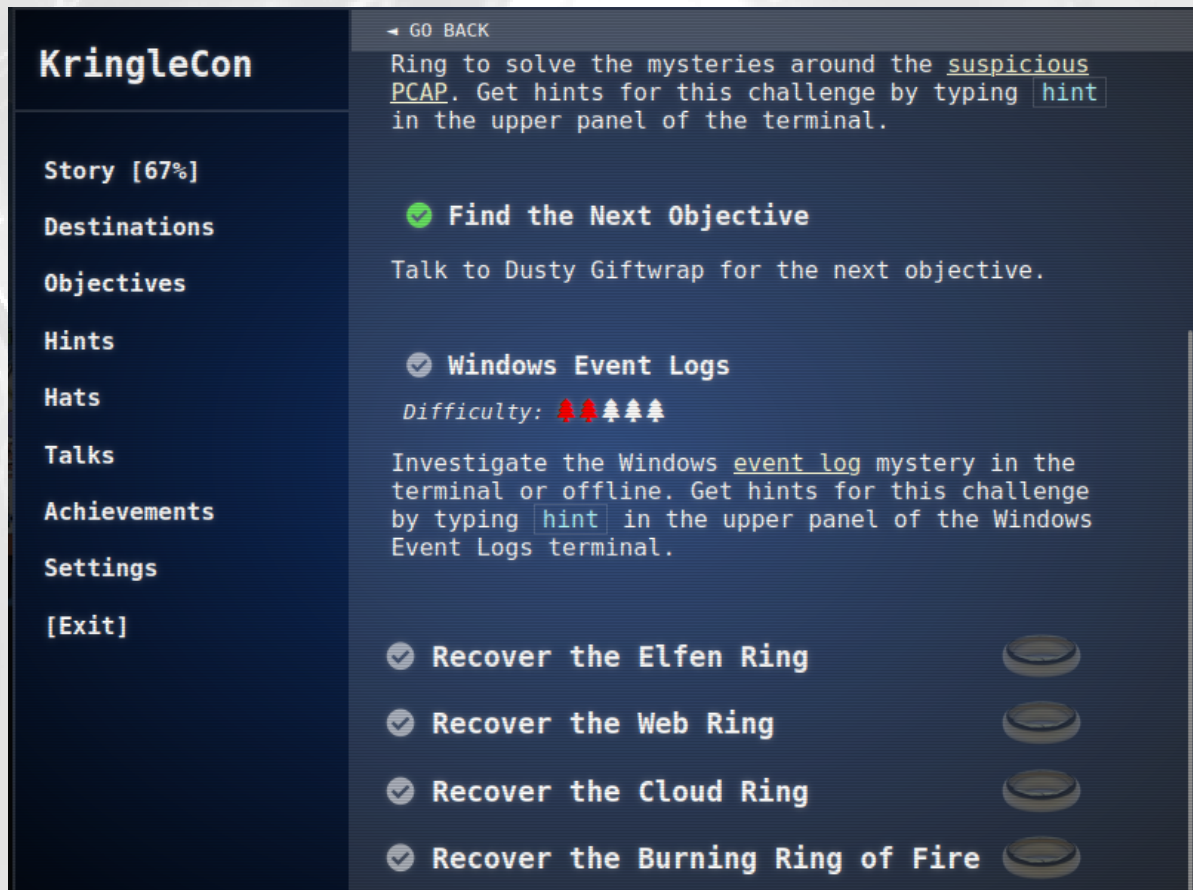 KringleCon
Story [67%]
Destinations
Objectives
Hints
Hats
Talks
Achievements
Settings
[Exit]
◄ GO BACK
Ring to solve the mysteries around the suspicious
PCAP. Get hints for this challenge by typing hint
in the upper panel of the terminal.
Find the Next Objective
Talk to Dusty Giftwrap for the next objective.
Windows Event Logs
Difficulty:
Investigate the Windows event log mystery in the
terminal or offline. Get hints for this challenge
by typing hint in the upper panel of the Windows
Event Logs terminal.
Recover the Elfen Ring
Recover the Web Ring
Recover the Cloud Ring
Recover the Burning Ring of Fire